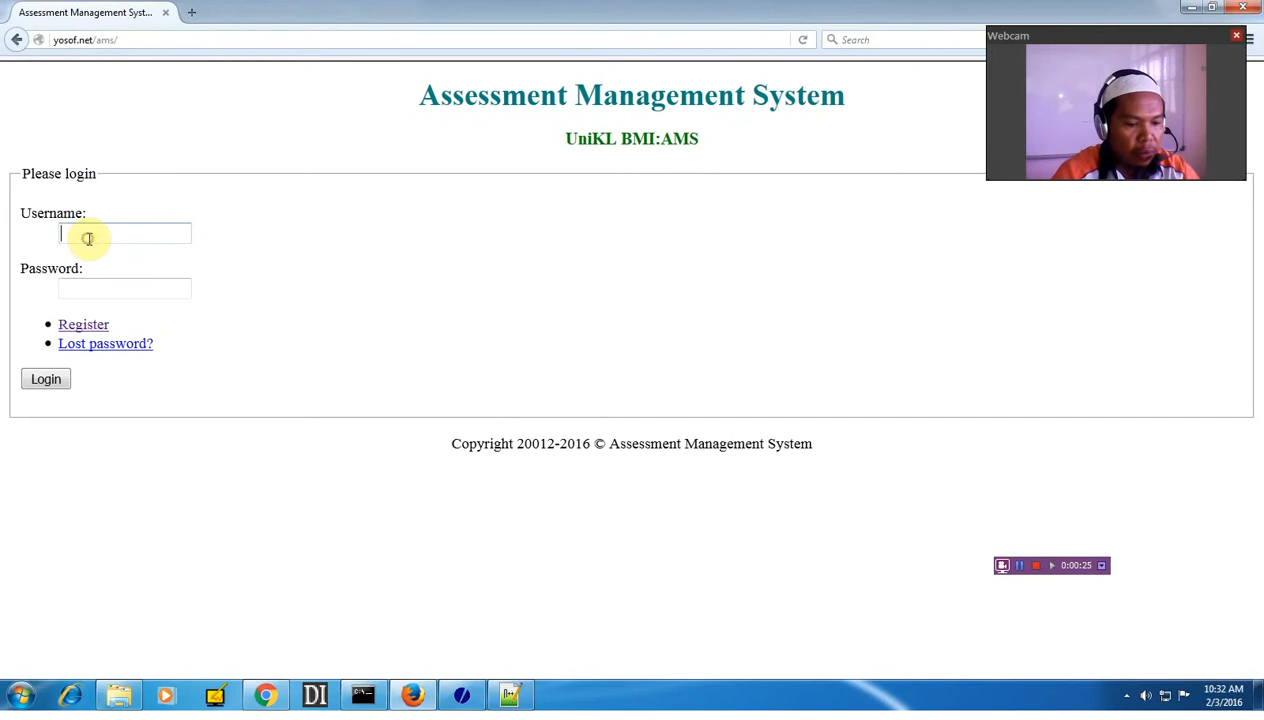 Assessment Management Syst...
yosof.net/ams/
Search
Webcam
Assessment Management System
UniKL BMI:AMS
Please login
Username:
Password:
Register
Lost password?
Login
Copyright 20012-2016 © Assessment Management System
0:00:25
DI
10:32 AM
2/3/2016